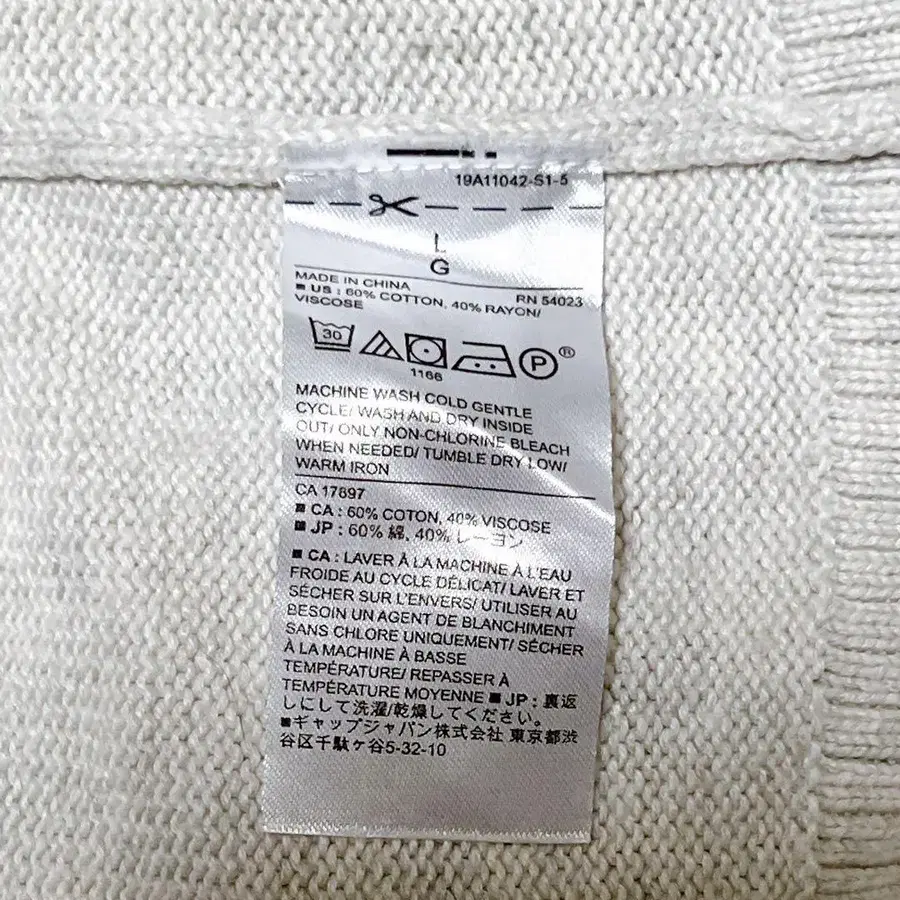 19A11042-S1-5
L
G
MADE IN CHINA
RN 54023
■ US : 60% COTTON, 40% RAYON/
VISCOSE
30
P®
1166
MACHINE WASH COLD GENTLE
CYCLE/ WASH AND DRY INSIDE
OUT/ ONLY NON-CHLORINE BLEACH
WHEN NEEDED/ TUMBLE DRY LOW/
WARM IRON
CA 17897
■ CA : 60% COTON, 40% VISCOSE
■ JP : 60% 綿, 40% レーヨン
■ CA : LAVER À LA MACHINE À L'EAU
FROIDE AU CYCLE DÉLICAT/ LAVER ET
SÉCHER SUR L'ENVERS/ UTILISER AU
BESOIN UN AGENT DE BLANCHIMENT
SANS CHLORE UNIQUEMENT/ SÉCHER
À LA MACHINE À BASSE
TEMPÉRATURE/ REPASSER À
TEMPÉRATURE MOYENNE ■ JP : 裏返
しにして洗濯/乾燥してください。
■ギャップジャパン株式会社 東京都渋
谷区千駄ヶ谷5-32-10